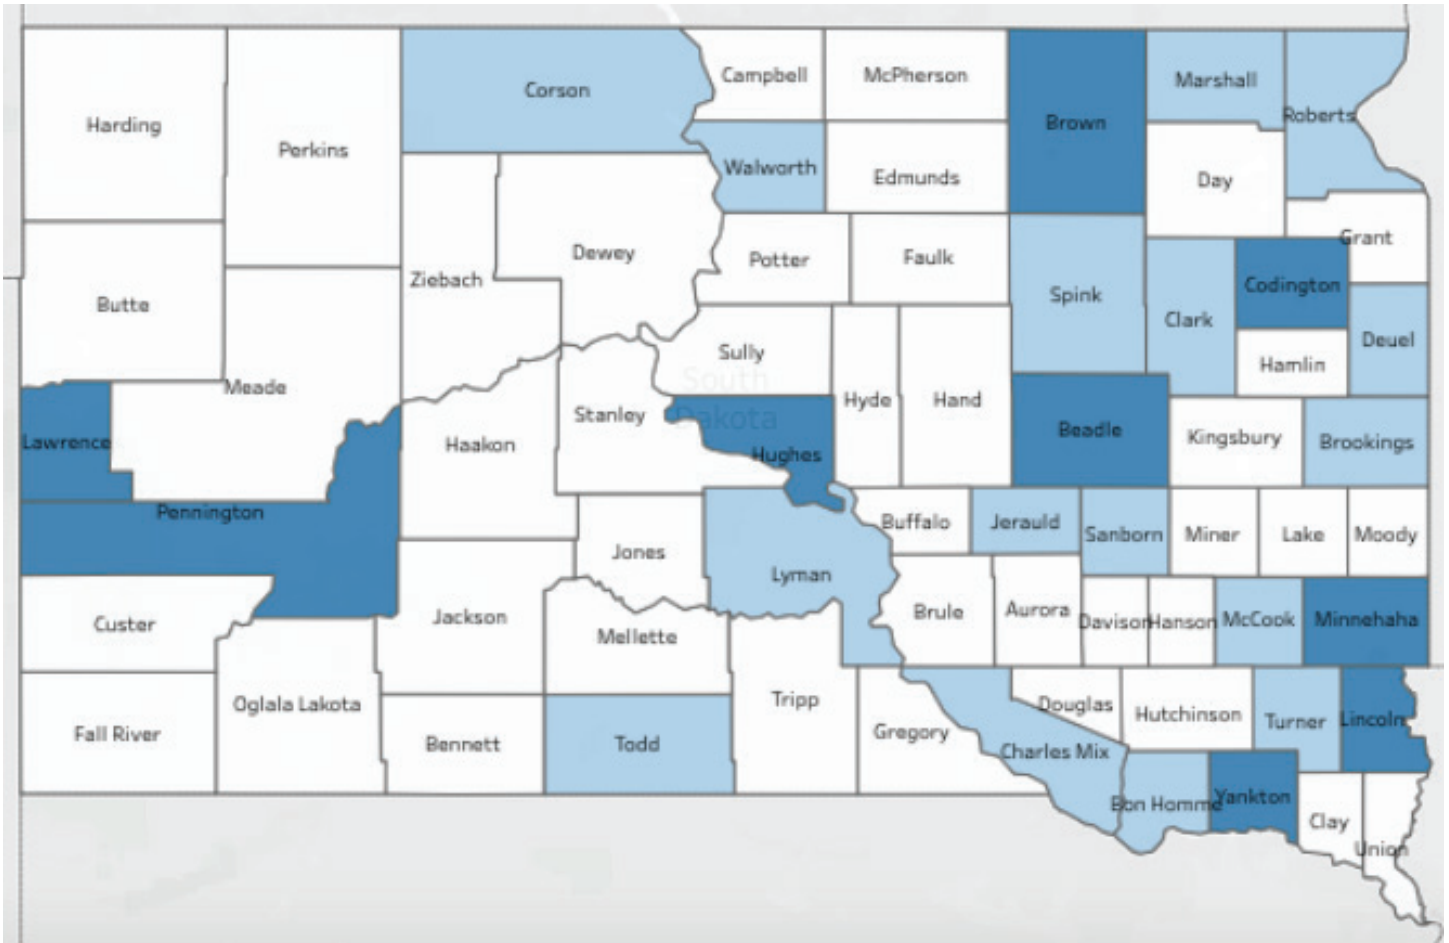 Campbell
McPherson
Corson
Marshall
Harding
Brown
Roberts
Perkins
Walworth
Edmunds
Day
Grant
Dewey
Potter
Faulk
Ziebach
Codington
Butte
Spink
Clark
Deuel
Sully
Hamlin
South
Dakota
Meade
Hyde
Hand
Stanley
Beadle
Kingsbury
Brookings
Lawrence
Haakon
Hughes
Pennington
Buffalo
Jerauld
Sanborn
Miner
Lake
Moody
Jones
Lyman
Custer
Jackson
Mellette
Brule
Aurora
Davison
Hanson
McCook
Minnehaha
Oglala Lakota
Tripp
Douglas
Hutchinson
Turner
Lincoln
Fall River
Bennett
Todd
Gregory
Charles Mix
Bon Homme
Yankton
Clay
Union